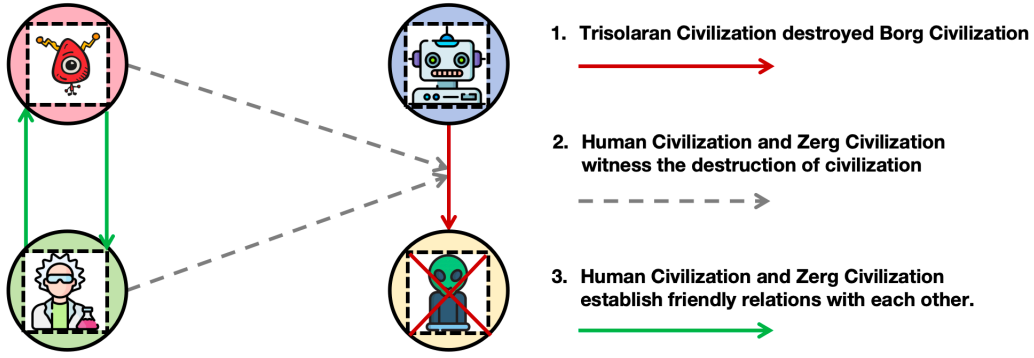 1. Trisolaran Civilization destroyed Borg Civilization
2. Human Civilization and Zerg Civilization
witness the destruction of civilization
3. Human Civilization and Zerg Civilization
establish friendly relations with each other.